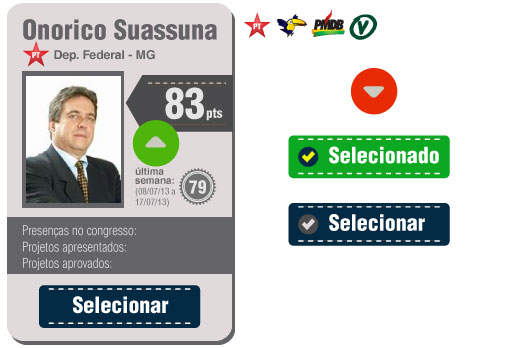 Onorico Suassuna
PT Dep. Federal - MG
83 pts
última
semana:
(08/07/13 a
17/07/13)
79
Presenças no congresso:
Projetos apresentados:
Projetos aprovados:
Selecionar
PT PMDB V
Selecionado
Selecionar